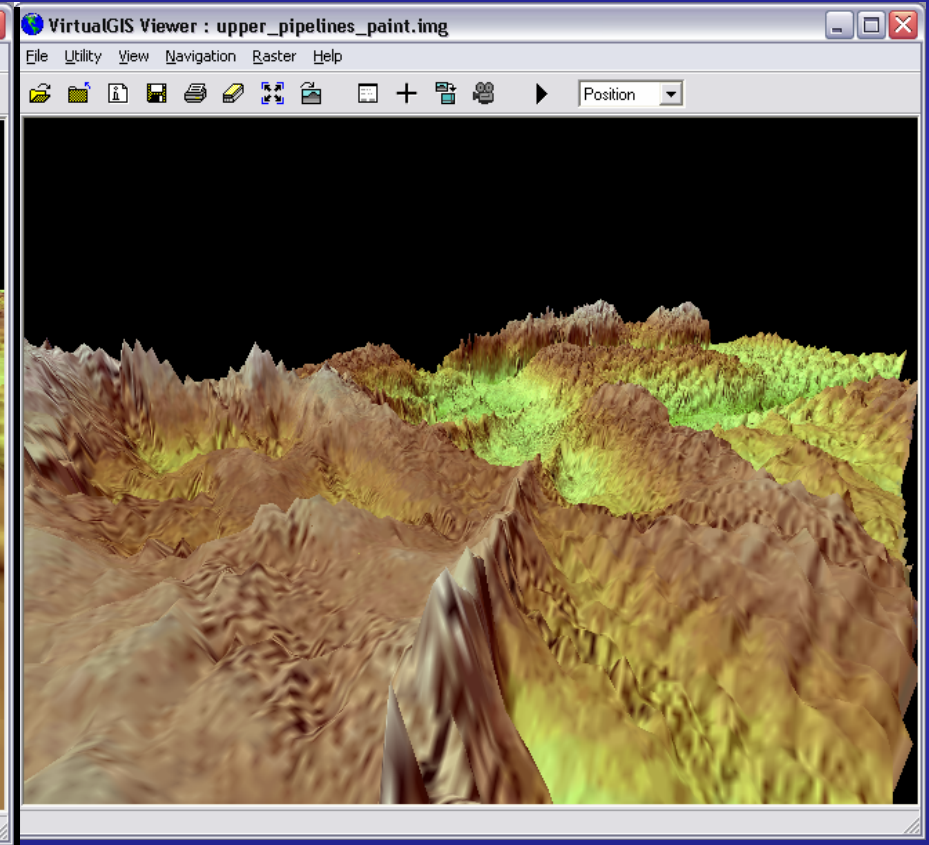 VirtualGIS Viewer : upper_pipelines_paint.img
File Utility View Navigation Raster Help
Position